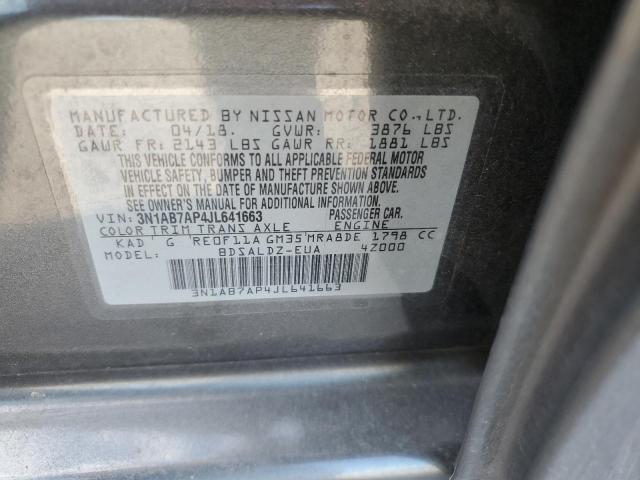 MANUFACTURED BY NISSAN MOTOR CO.,LTD.
DATE: 04/18. GVWR: 3876 LBS
GAWR FR: 2143 LBS GAWR RR: 1881 LBS
THIS VEHICLE CONFORMS TO ALL APPLICABLE FEDERAL MOTOR
VEHICLE SAFETY, BUMPER AND THEFT PREVENTION STANDARDS
IN EFFECT ON THE DATE OF MANUFACTURE SHOWN ABOVE.
SEE OWNER'S MANUAL FOR ADDITIONAL INFORMATION.
VIN: 3N1AB7AP4JL641663 PASSENGER CAR.
COLOR TRIM TRANS AXLE ENGINE
KAD G RE0F11A GM35 MRA8DE 1798 CC
MODEL: BDSALDZ-EUA 4Z000
3N1AB7AP4JL641663